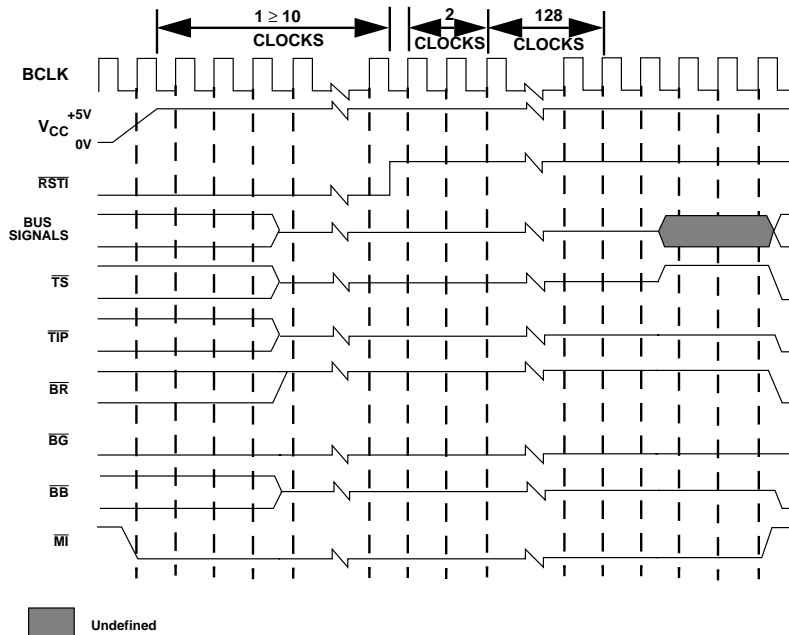 1 ≥ 10
CLOCKS
2
CLOCKS
128
CLOCKS
BCLK
VCC
+5V
0V
RSTI
BUS
SIGNALS
TS
TIP
BR
BG
BB
MI
Undefined